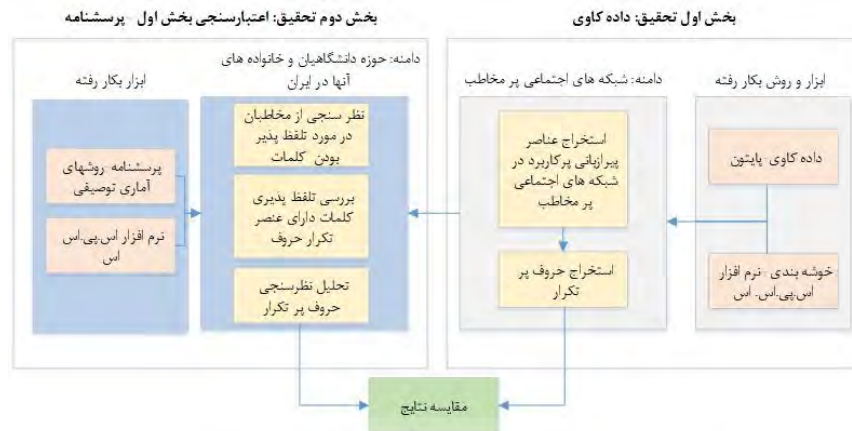 بخش اول تحقیق: داده کاوی
ابزار و روش بکار رفته
داده کاوی- پایتون
خوشه بندی- نرم افزار
اس.پی.اس. اس
دامنه: شبکه های اجتماعی پر مخاطب
استخراج عناصر
پیرازبانی پرکاربرد در
شبکه های اجتماعی
پر مخاطب
استخراج حروف پر
تکرار
بخش دوم تحقیق: اعتبارسنجی بخش اول - پرسشنامه
دامنه: حوزه دانشگاهیان و خانواده های
آنها در ایران
نظر سنجی از مخاطبان
در مورد تلفظ پذیر
بودن کلمات
بررسی تلفظ پذیری
کلمات دارای عنصر
تکرار حروف
تحلیل نظرسنجی
حروف پر تکرار
ابزار بکار رفته
پرسشنامه- روشهای
آماری توصیفی
نرم افزار اس.پی.اس
اس
مقایسه نتایج